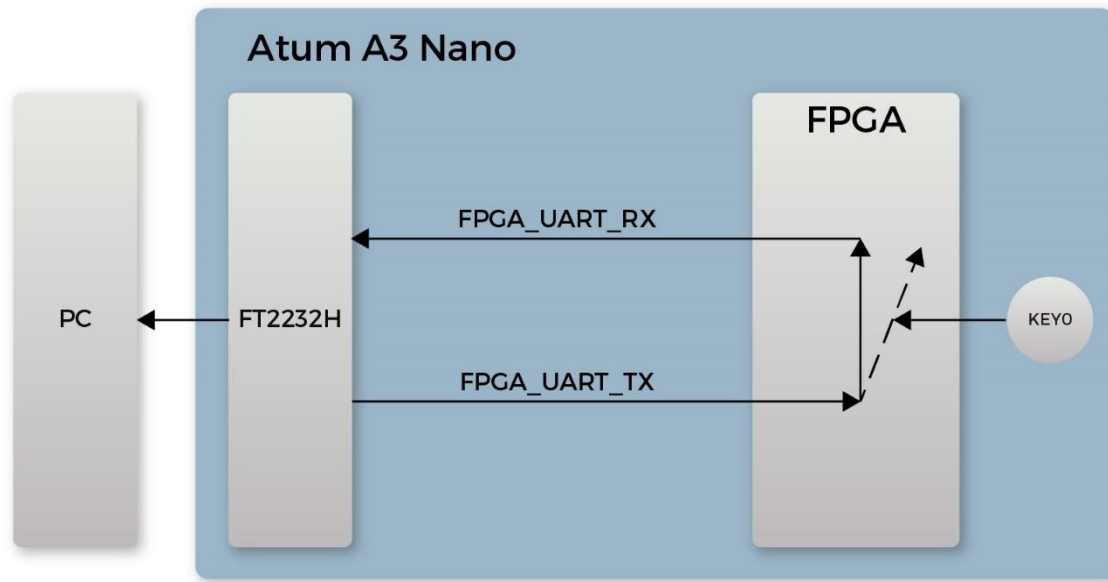 Atum A3 Nano
FPGA
FPGA_UART_RX
PC
FT2232H
KEY0
FPGA_UART_TX